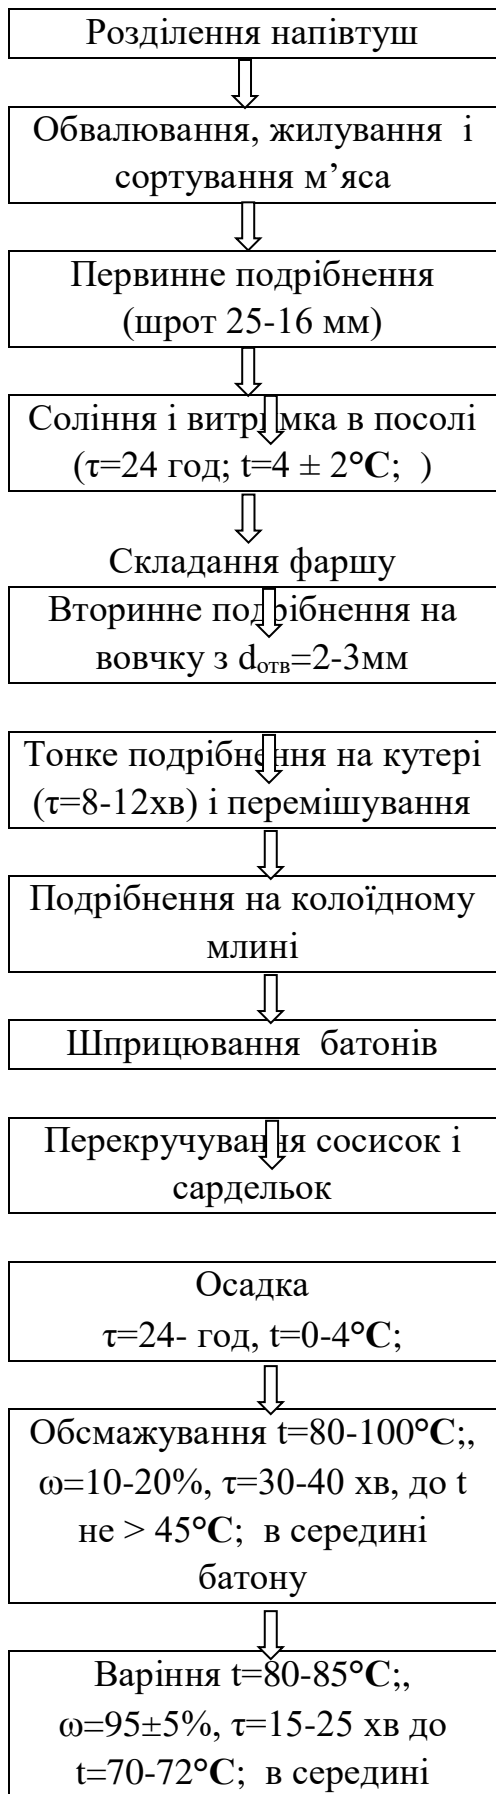 Розділення напівтуш
Обвалювання, жилування і
сортування м’яса
Первинне подрібнення
(шрот 25-16 мм)
Соління і витримка в посолі
(τ=24 год; t=4 ± 2°С; )
Складання фаршу
Вторинне подрібнення на
вовчку з dотв=2-3мм
Тонке подрібнення на кутері
(τ=8-12хв) і перемішування
Подрібнення на колоїдному
млині
Шприцювання батонів
Перекручування сосисок і
сардельок
Осадка
τ=24- год, t=0-4°С;
Обсмажування t=80-100°С;,
ω=10-20%, τ=30-40 хв, до t
не > 45°С; в середині
батону
Варіння t=80-85°С;,
ω=95±5%, τ=15-25 хв до
t=70-72°С; в середині